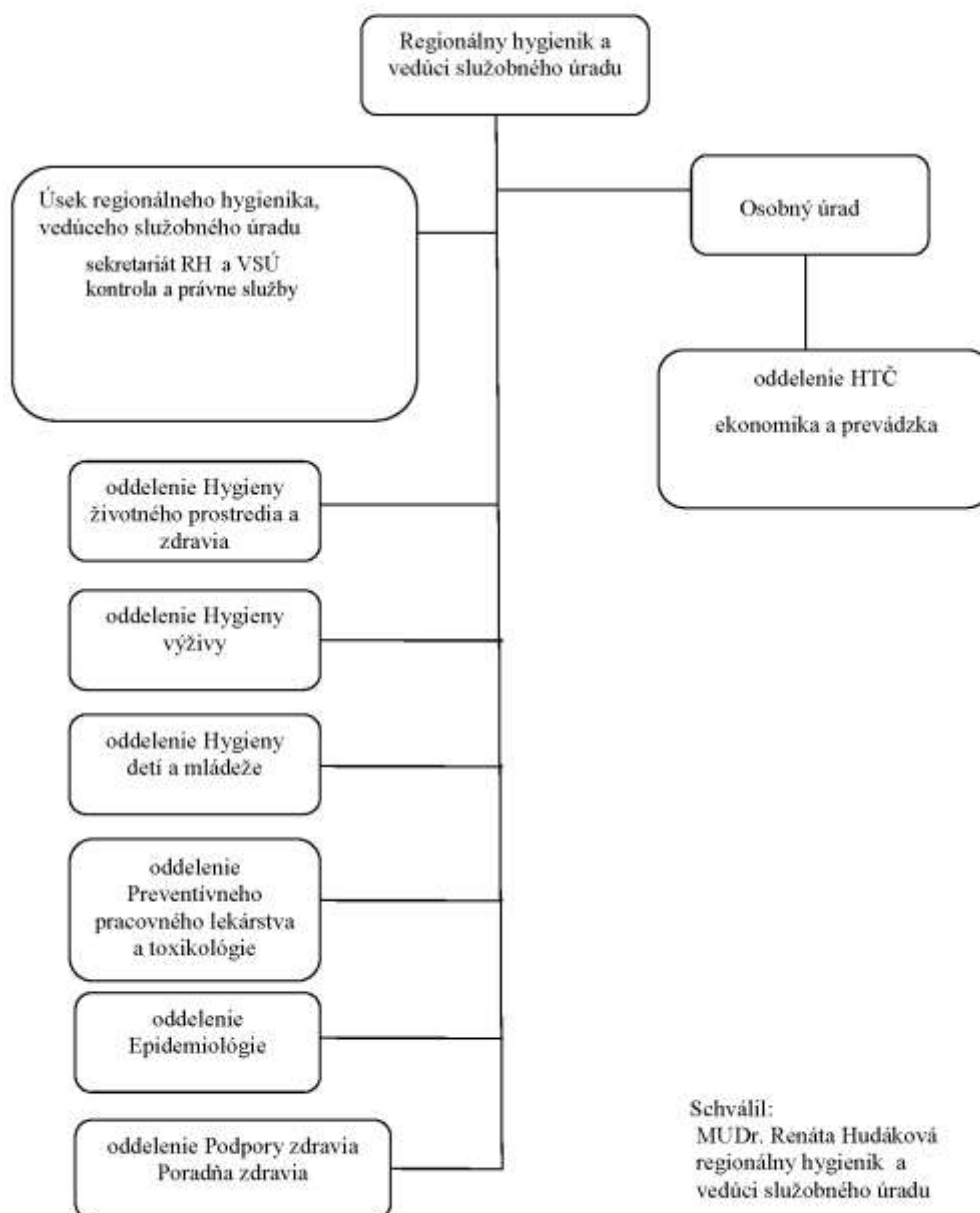 Regionálny hygienik a
vedúci služobného úradu
Úsek regionálneho hygienika,
vedúceho služobného úradu
sekretariát RH a VSÚ
kontrola a právne služby
Osobný úrad
oddelenie HTČ
ekonomika a prevádzka
oddelenie Hygieny
životného prostredia a
zdravia
oddelenie Hygieny
výživy
oddelenie Hygieny
detí a mládeže
oddelenie
Preventívneho
pracovného lekárstva
a toxikológie
oddelenie
Epidemiológie
oddelenie Podpory zdravia
Poradňa zdravia
Schválil:
MUDr. Renáta Hudáková
regionálny hygienik a
vedúci služobného úradu